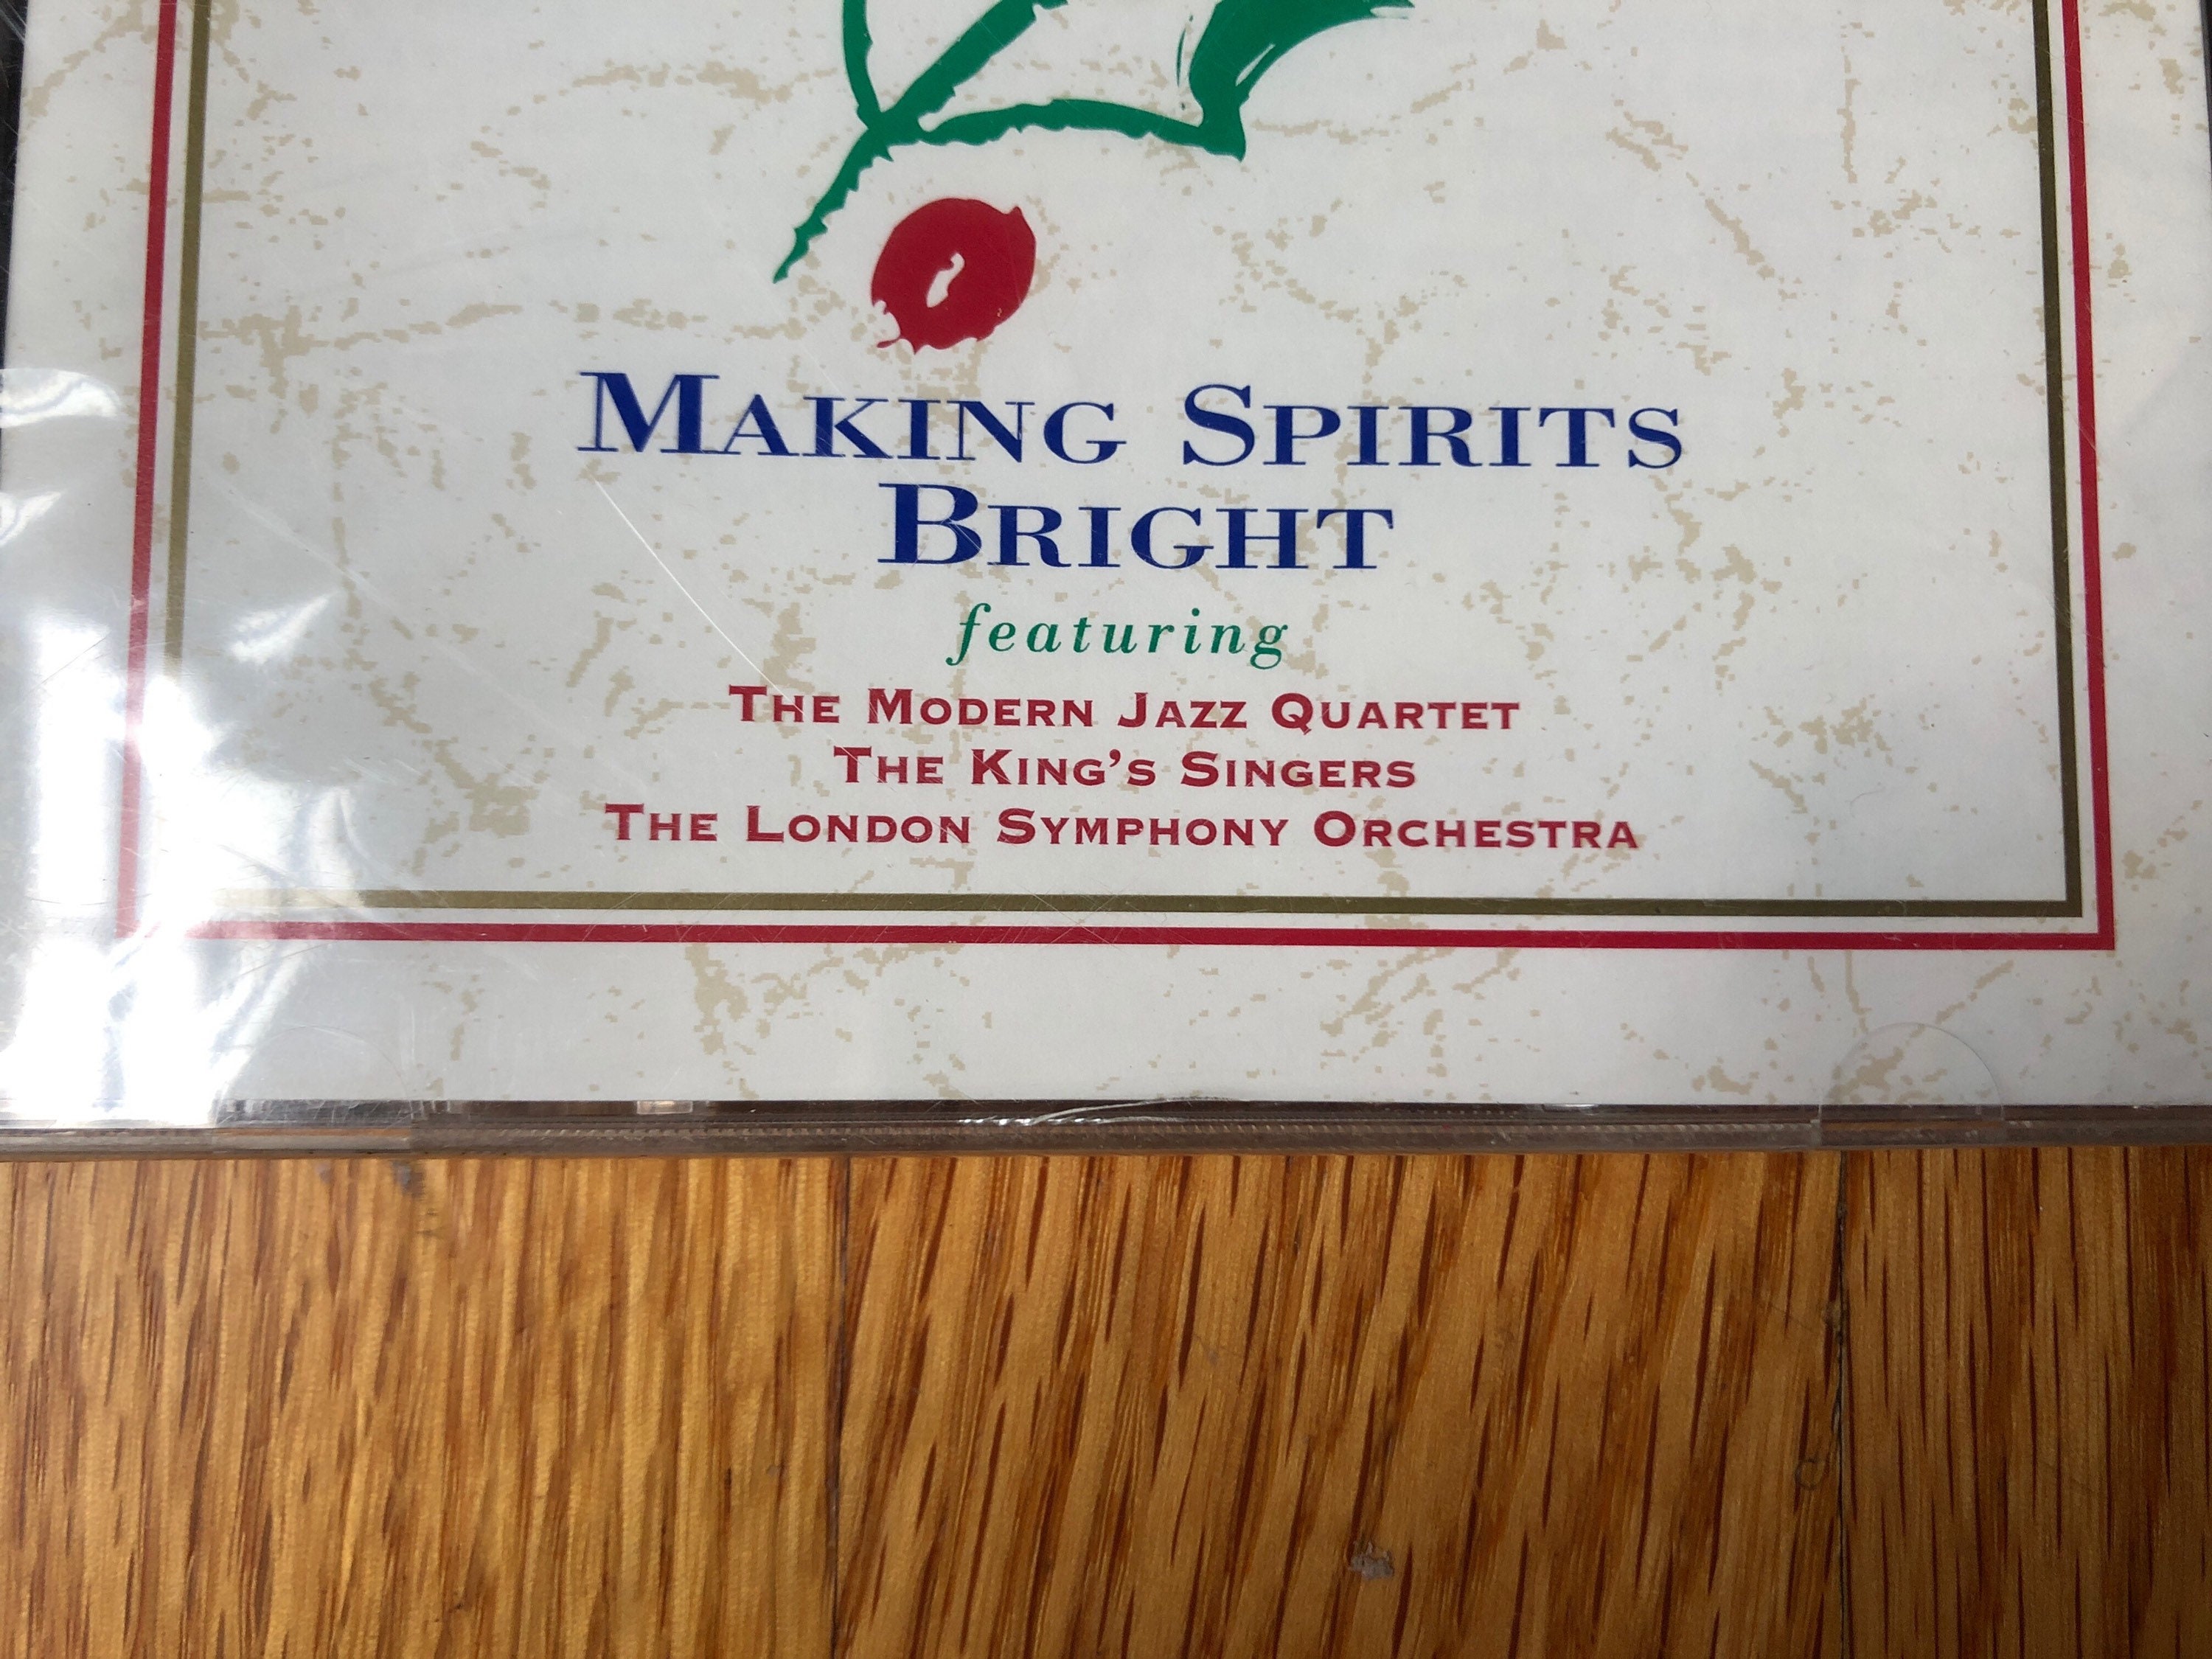 MAKING SPIRITS
BRIGHT
featuring
THE MODERN JAZZ QUARTET
THE KING'S SINGERS
THE LONDON SYMPHONY ORCHESTRA